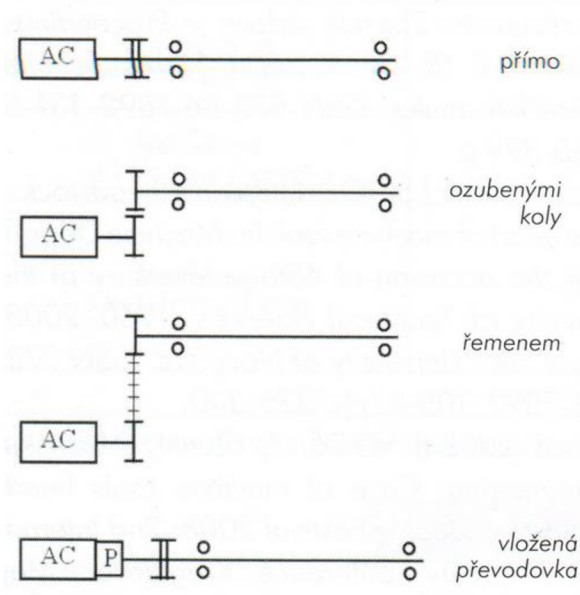 AC
přímo
ozubenými
koly
AC
řemenem
AC
AC P
vložená
převodovka